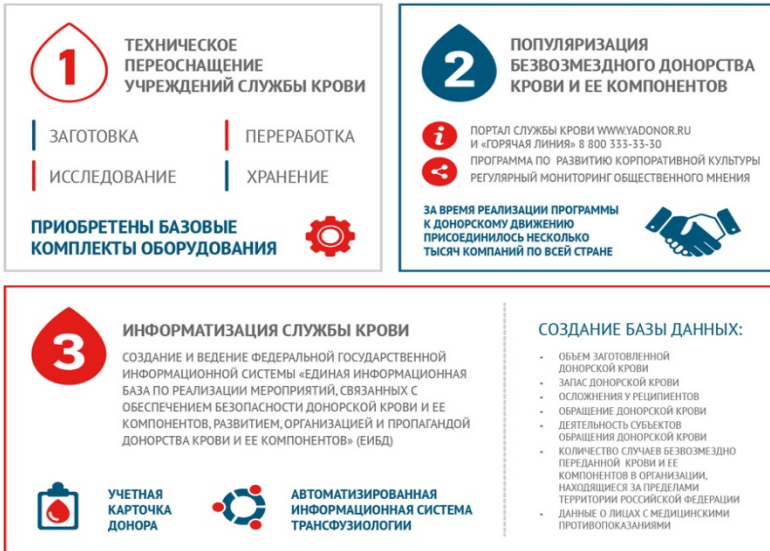 1
ТЕХНИЧЕСКОЕ
ПЕРЕОСНАЩЕНИЕ
УЧРЕЖДЕНИЙ СЛУЖБЫ КРОВИ
ЗАГОТОВКА
ПЕРЕРАБОТКА
ИССЛЕДОВАНИЕ
ХРАНЕНИЕ
ПРИОБРЕТЕНЫ БАЗОВЫЕ
КОМПЛЕКТЫ ОБОРУДОВАНИЯ
2
ПОПУЛЯРИЗАЦИЯ
БЕЗВОЗМЕЗДНОГО ДОНОРСТВА
КРОВИ И ЕЕ КОМПОНЕНТОВ
i
ПОРТАЛ СЛУЖБЫ КРОВИ WWW.YADONOR.RU
И «ГОРЯЧАЯ ЛИНИЯ» 8 800 333-33-30
ПРОГРАММА ПО РАЗВИТИЮ КОРПОРАТИВНОЙ КУЛЬТУРЫ
РЕГУЛЯРНЫЙ МОНИТОРИНГ ОБЩЕСТВЕННОГО МНЕНИЯ
ЗА ВРЕМЯ РЕАЛИЗАЦИИ ПРОГРАММЫ
К ДОНОРСКОМУ ДВИЖЕНИЮ
ПРИСОЕДИНИЛОСЬ НЕСКОЛЬКО
ТЫСЯЧ КОМПАНИЙ ПО ВСЕЙ СТРАНЕ
3
ИНФОРМАТИЗАЦИЯ СЛУЖБЫ КРОВИ
СОЗДАНИЕ И ВЕДЕНИЕ ФЕДЕРАЛЬНОЙ ГОСУДАРСТВЕННОЙ
ИНФОРМАЦИОННОЙ СИСТЕМЫ «ЕДИНАЯ ИНФОРМАЦИОННАЯ
БАЗА ПО РЕАЛИЗАЦИИ МЕРОПРИЯТИЙ, СВЯЗАННЫХ С
ОБЕСПЕЧЕНИЕМ БЕЗОПАСНОСТИ ДОНОРСКОЙ КРОВИ И ЕЕ
КОМПОНЕНТОВ, РАЗВИТИЕМ, ОРГАНИЗАЦИЕЙ И ПРОПАГАНДОЙ
ДОНОРСТВА КРОВИ И ЕЕ КОМПОНЕНТОВ» (ЕИБД)
УЧЕТНАЯ
КАРТОЧКА
ДОНОРА
АВТОМАТИЗИРОВАННАЯ
ИНФОРМАЦИОННАЯ СИСТЕМА
ТРАНСФУЗИОЛОГИИ
СОЗДАНИЕ БАЗЫ ДАННЫХ:
• ОБЪЕМ ЗАГОТОВЛЕННОЙ
ДОНОРСКОЙ КРОВИ
• ЗАПАС ДОНОРСКОЙ КРОВИ
• ОСЛОЖНЕНИЯ У РЕЦИПИЕНТОВ
• ОБРАЩЕНИЕ ДОНОРСКОЙ КРОВИ
• ДЕЯТЕЛЬНОСТЬ СУБЪЕКТОВ
ОБРАЩЕНИЯ ДОНОРСКОЙ КРОВИ
• КОЛИЧЕСТВО СЛУЧАЕВ БЕЗВОЗМЕЗДНО
ПЕРЕДАННОЙ КРОВИ И ЕЕ
КОМПОНЕНТОВ В ОРГАНИЗАЦИИ,
НАХОДЯЩИЕСЯ ЗА ПРЕДЕЛАМИ
ТЕРРИТОРИИ РОССИЙСКОЙ ФЕДЕРАЦИИ
• ДАННЫЕ О ЛИЦАХ С МЕДИЦИНСКИМИ
ПРОТИВОПОКАЗАНИЯМИ